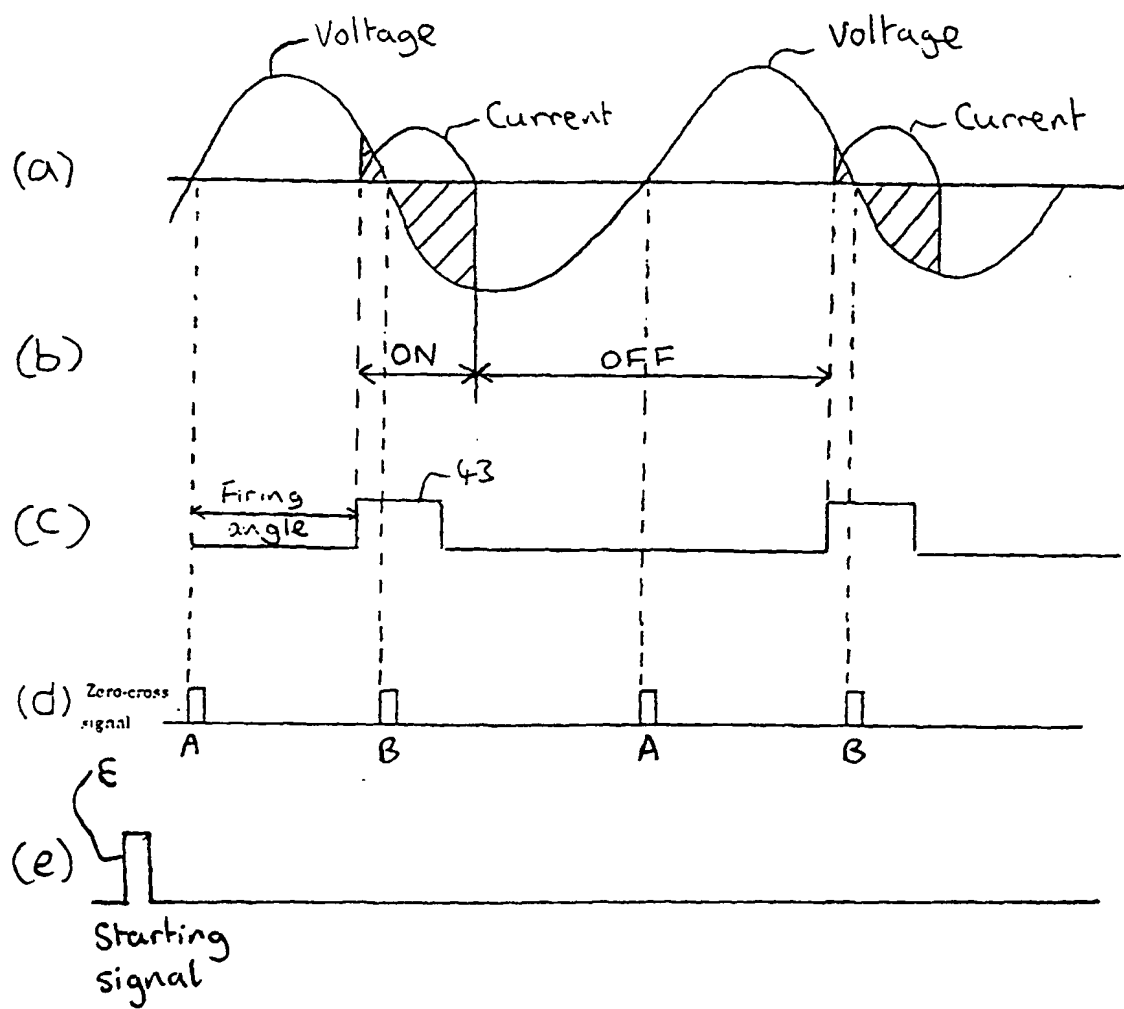 Voltage
Voltage
Current
Current
(a)
(b)
ON
OFF
43
Firing
angle
(c)
(d)
Zero-cross
signal
A
B
A
B
ε
(e)
Starting
signal